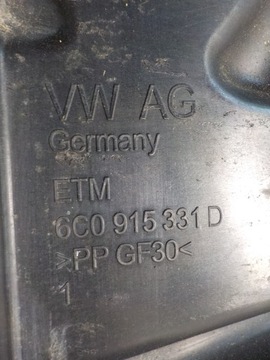 VW AG
Germany
ETM
6C0 915 331 D
>PP GF30<
1